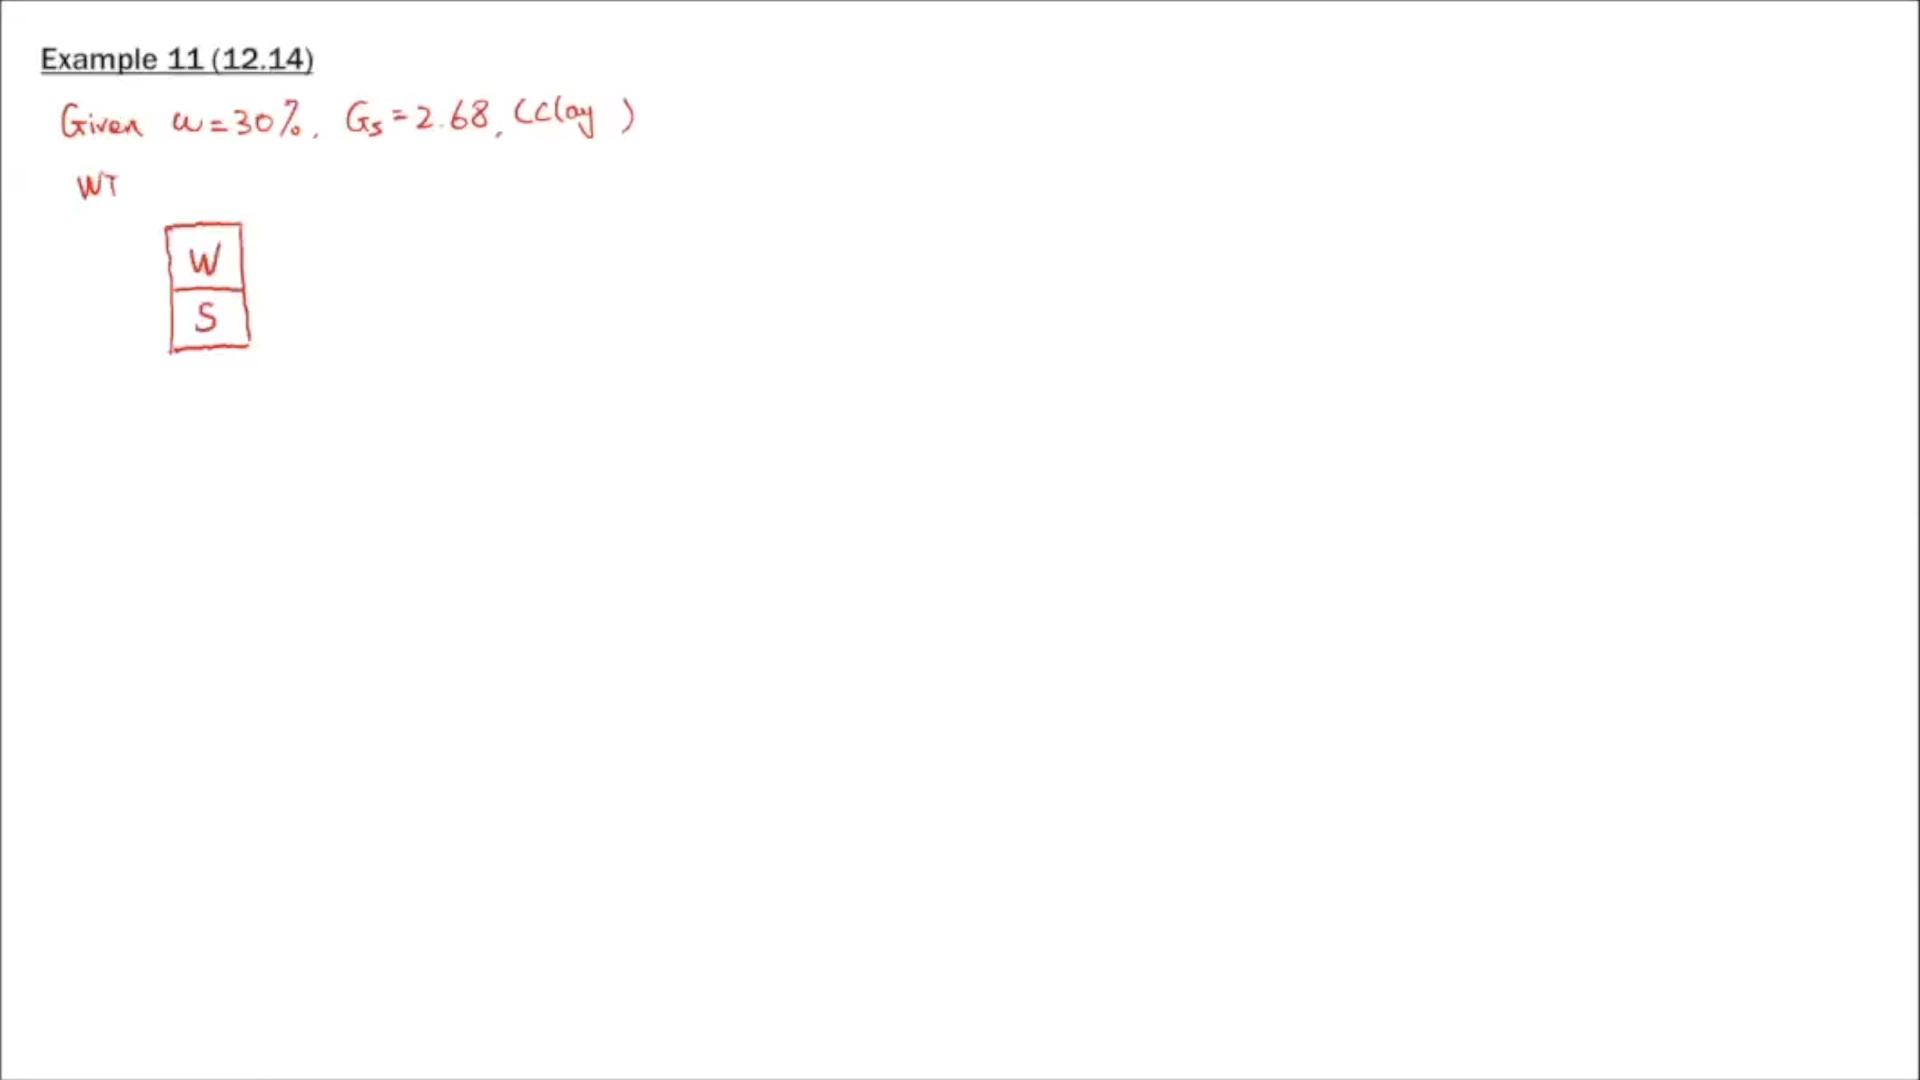 Example 11 (12.14)
Given w=30%, Gs=2.68, (clay )
WT
W
S